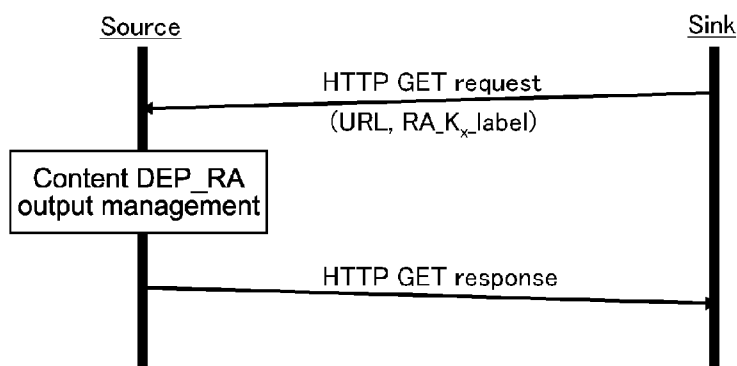 Source
Sink
HTTP GET request
(URL, RA_Kx_label)
Content DEP_RA
output management
HTTP GET response